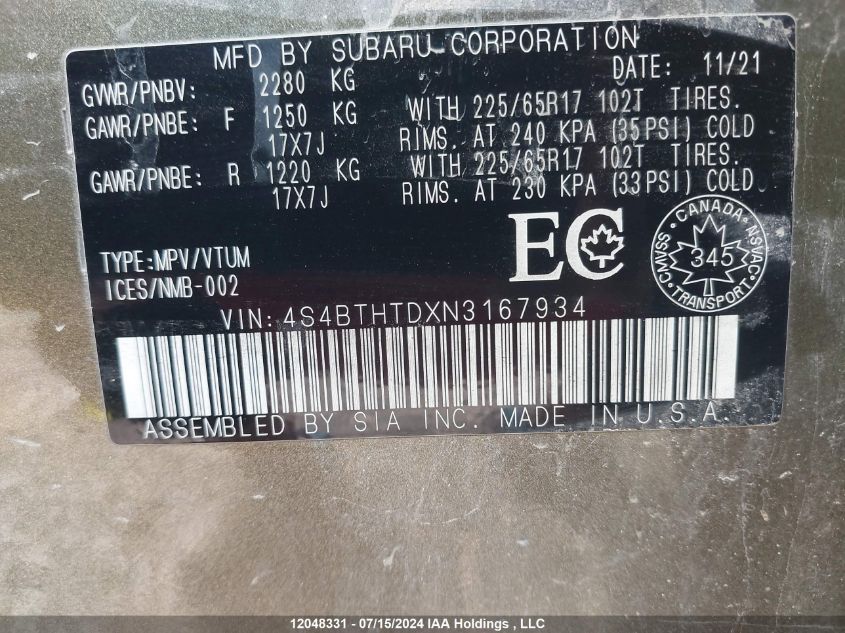 MFD BY SUBARU CORPORATION
DATE: 11/21
GVWR/PNBV: 2280 KG
GAWR/PNBE: F 1250 KG WITH 225/65R17 102T TIRES.
17X7J RIMS. AT 240 KPA (35PSI) COLD
GAWR/PNBE: R 1220 KG WITH 225/65R17 102T TIRES.
17X7J RIMS. AT 230 KPA (33PSI) COLD
EC
CANADA
CMVSS NSVAC
345
TRANSPORT
TYPE:MPV/VTUM
ICES/NMB-002
VIN: 4S4BTHTDXN3167934
ASSEMBLED BY SIA INC. MADE IN U.S.A.
12048331 - 07/15/2024 IAA Holdings , LLC